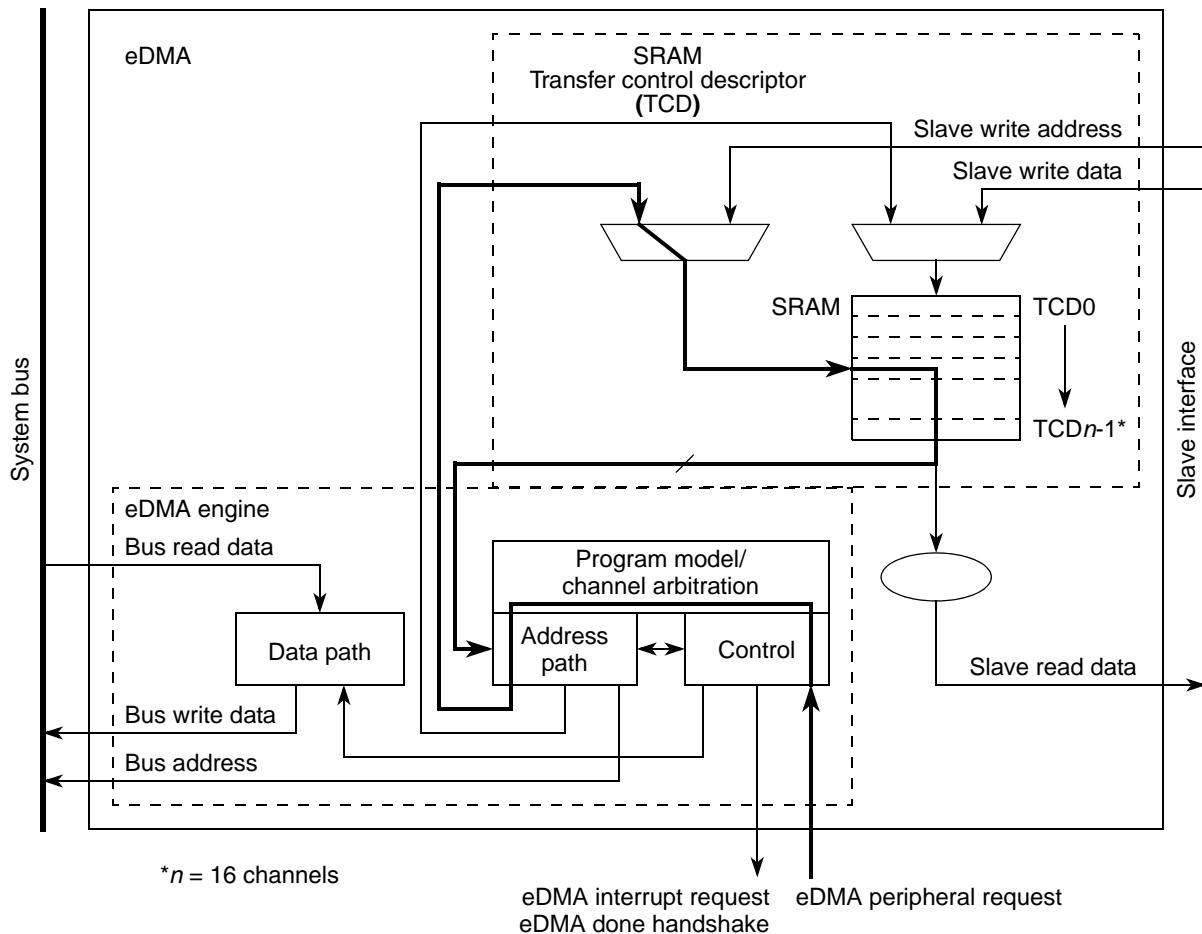 eDMA
SRAM
Transfer control descriptor
(TCD)
Slave write address
Slave write data
SRAM
TCD0
TCDn-1*
System bus
Slave interface
eDMA engine
Bus read data
Program model/
channel arbitration
Data path
Address
path
Control
Slave read data
Bus write data
Bus address
*n = 16 channels
eDMA interrupt request
eDMA done handshake
eDMA peripheral request